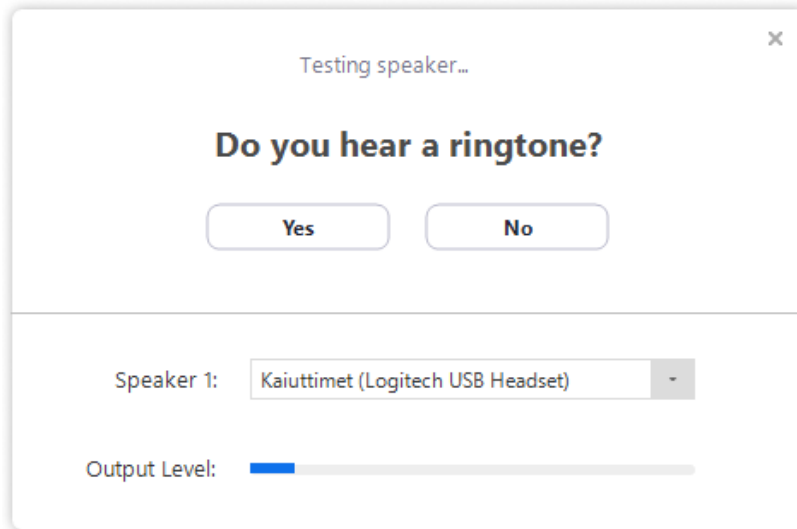 Testing speaker...
Do you hear a ringtone?
Yes No
Speaker 1: Kaiuttimet (Logitech USB Headset)
Output Level: